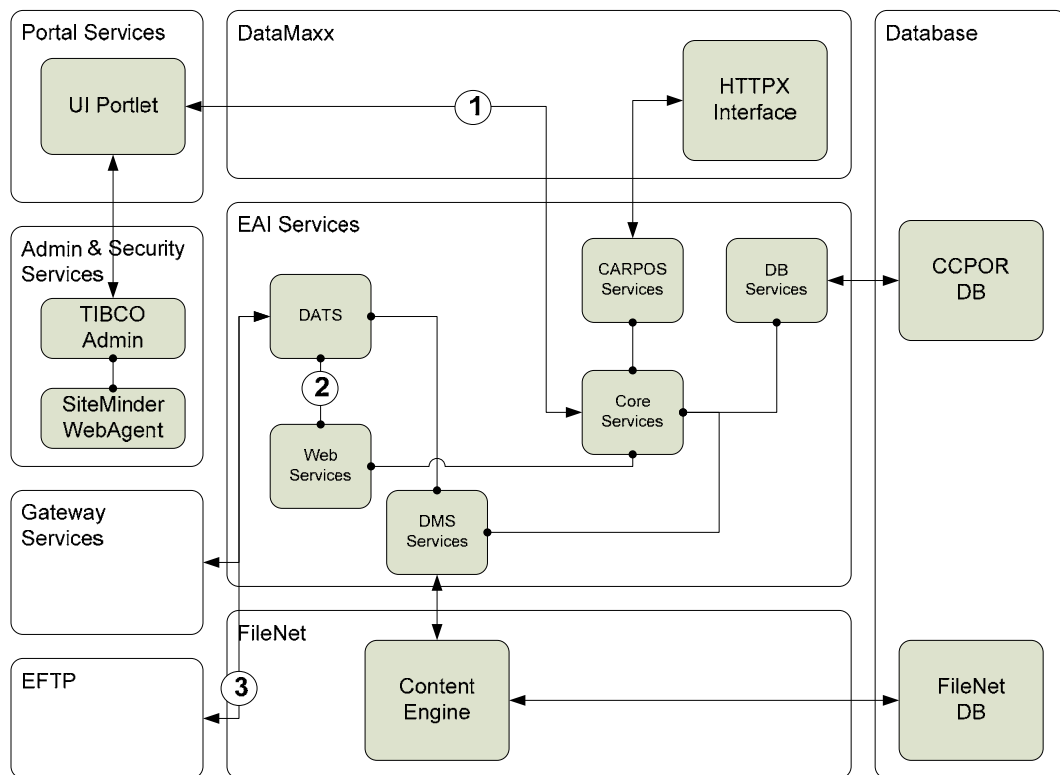 Portal Services
UI Portlet
DataMaxx
HTTPX
Interface
1
Database
Admin & Security
Services
TIBCO
Admin
SiteMinder
WebAgent
EAI Services
CARPOS
Services
DB
Services
CCPOR
DB
DATS
2
Core
Services
Web
Services
DMS
Services
Gateway
Services
FileNet
Content
Engine
FileNet
DB
EFTP
3